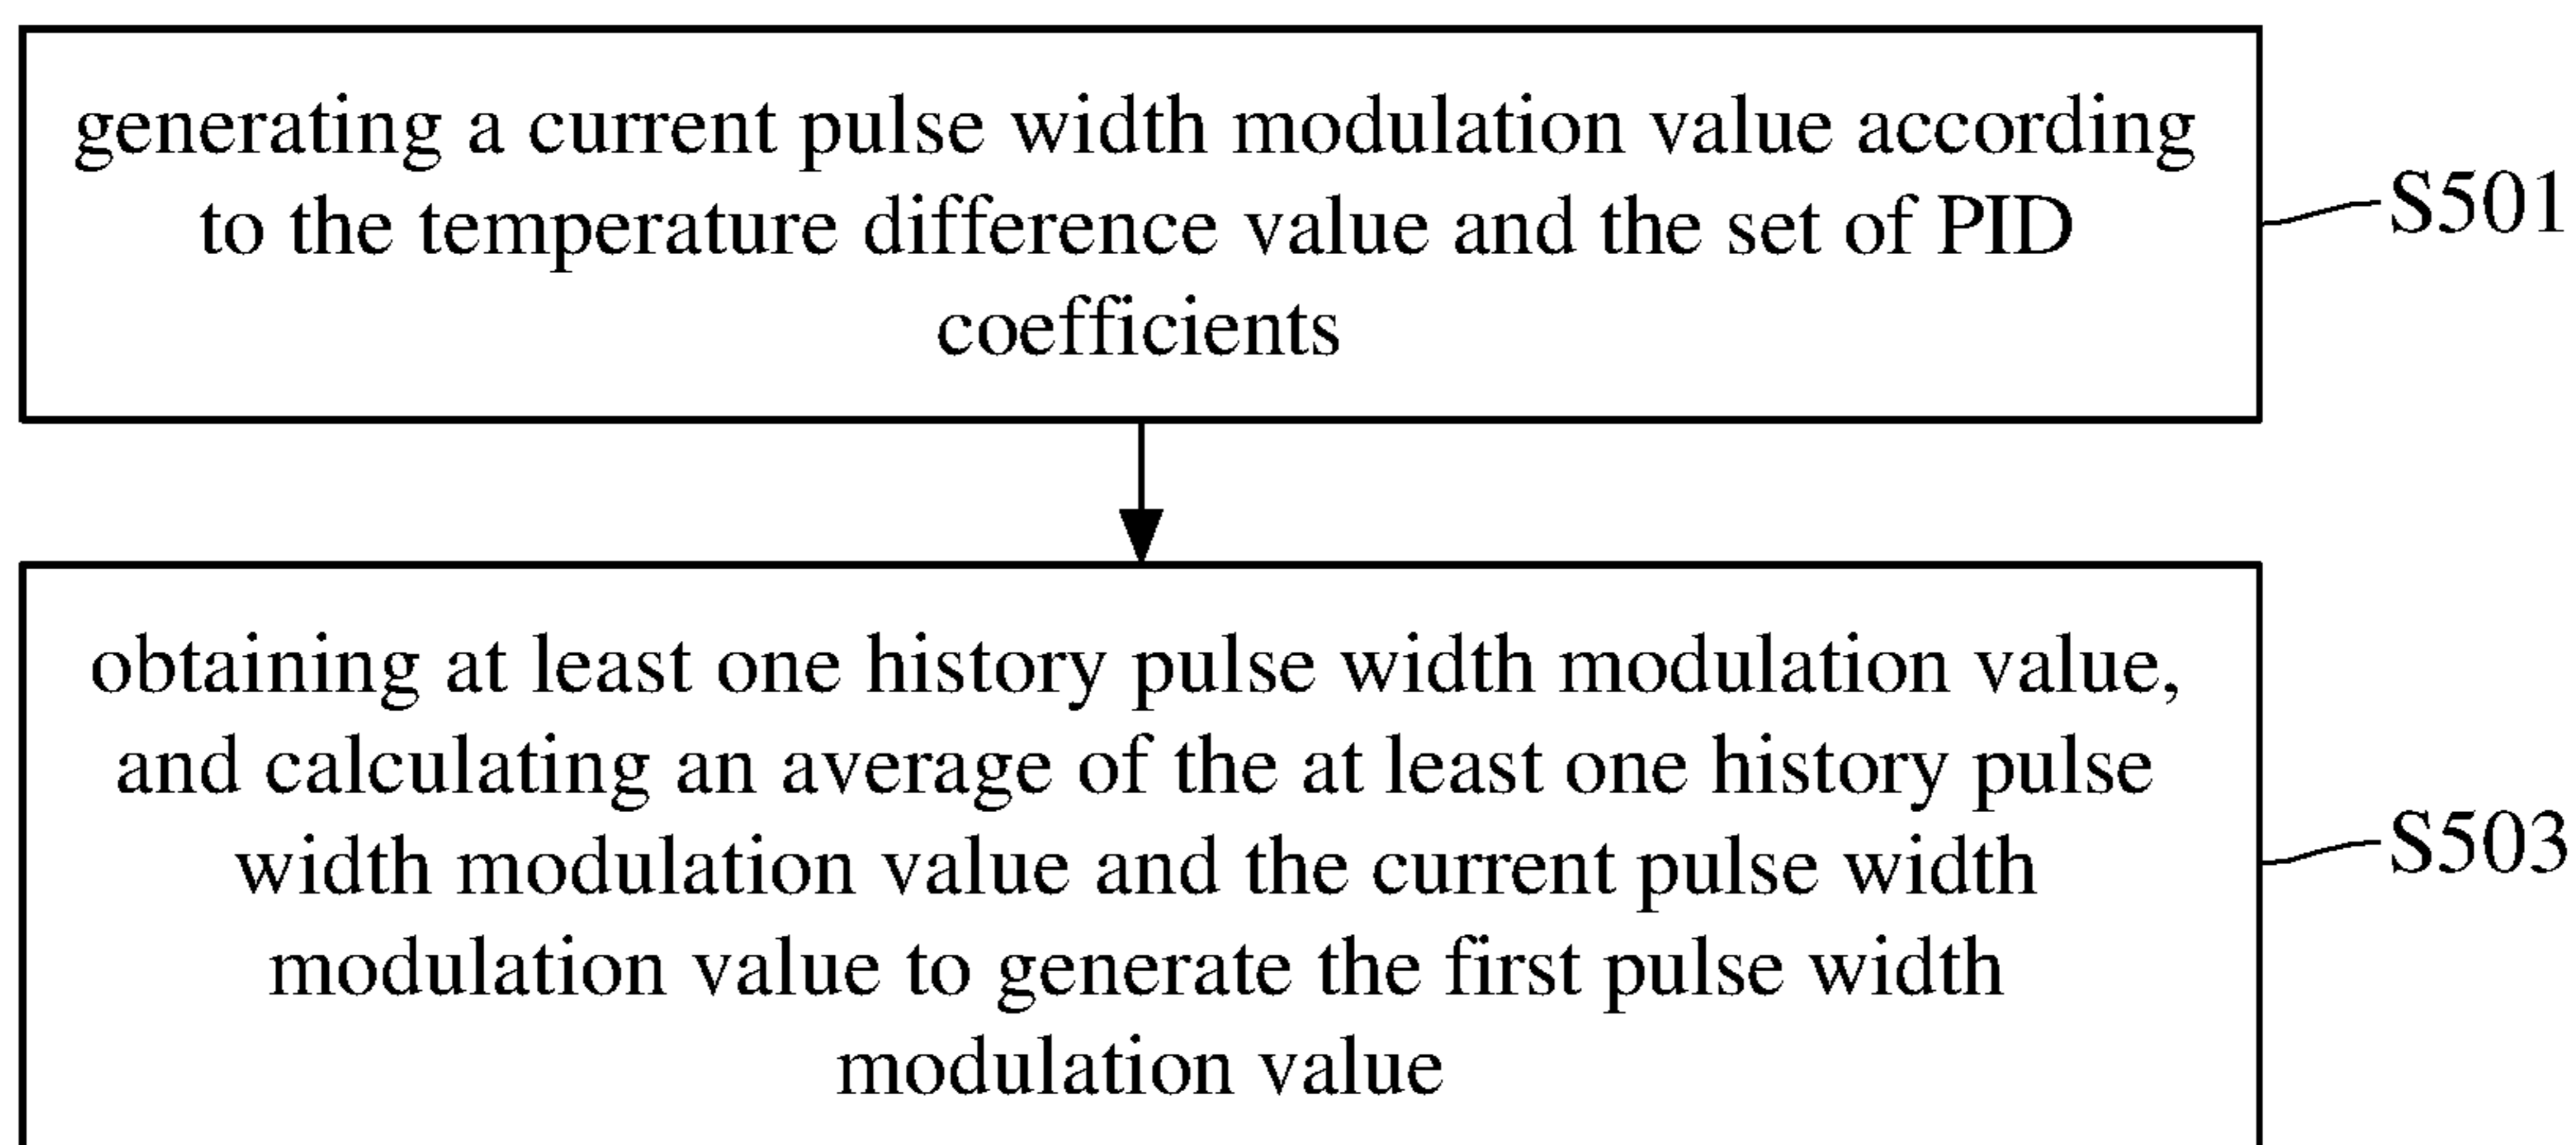 generating a current pulse width modulation value according
to the temperature difference value and the set of PID
coefficients
S501
obtaining at least one history pulse width modulation value,
and calculating an average of the at least one history pulse
width modulation value and the current pulse width
modulation value to generate the first pulse width
modulation value
S503